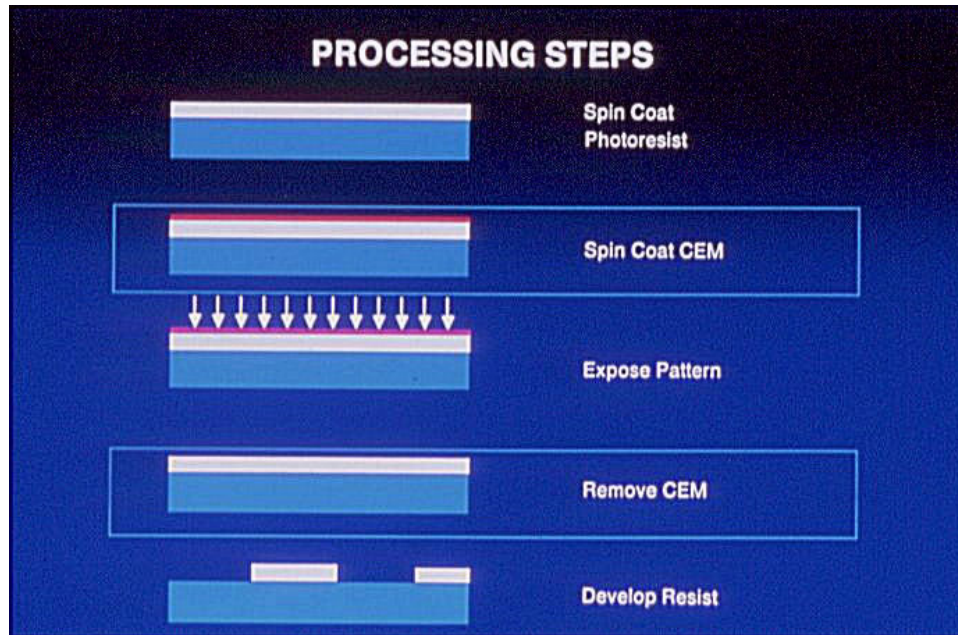 PROCESSING STEPS
Spin Coat
Photoresist
Spin Coat CEM
Expose Pattern
Remove CEM
Develop Resist